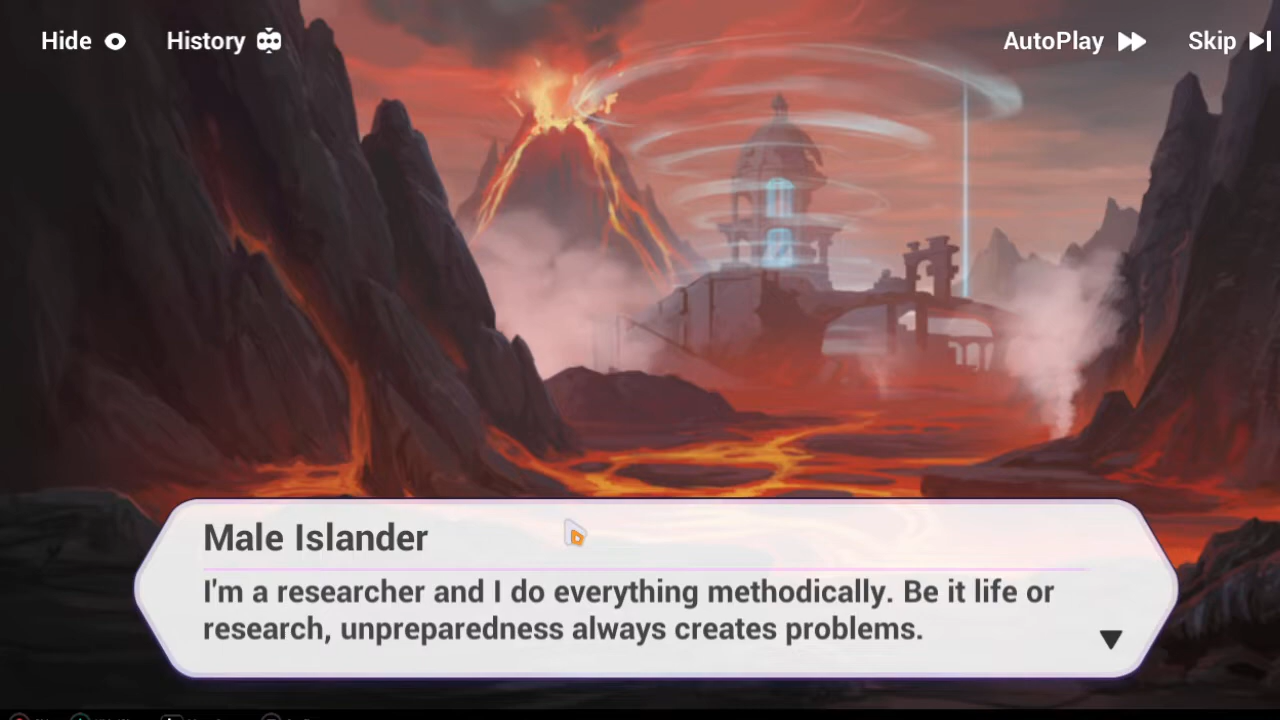 Hide
History
AutoPlay
Skip
Male Islander
I'm a researcher and I do everything methodically. Be it life or
research, unpreparedness always creates problems.